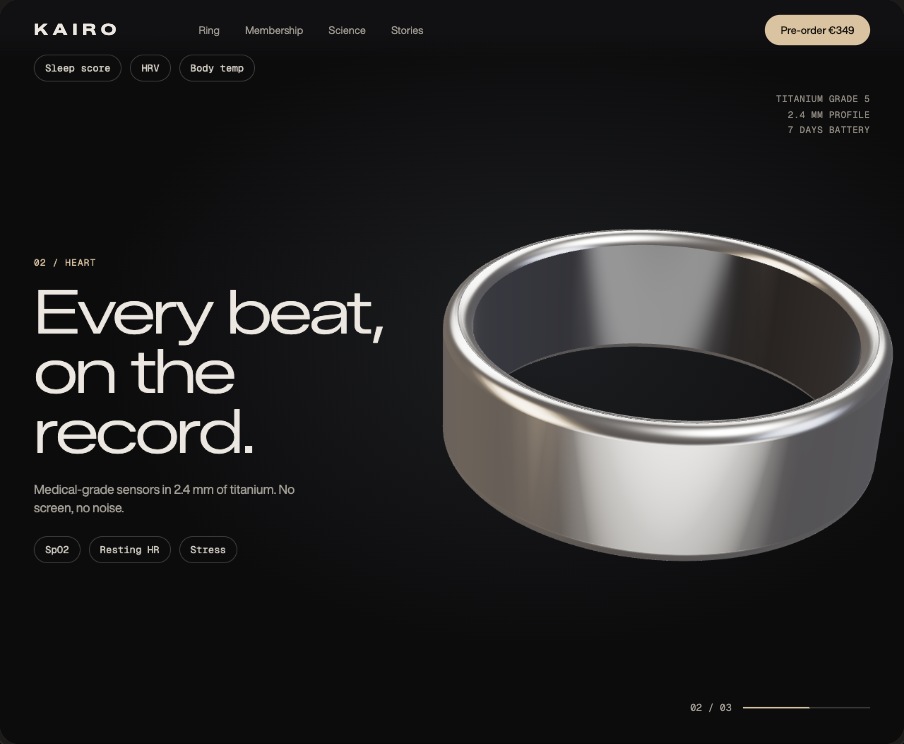 KAIRO
Ring
Membership
Science
Stories
Pre-order €349
Sleep score
HRV
Body temp
TITANIUM GRADE 5
2.4 MM PROFILE
7 DAYS BATTERY
02 / HEART
Every beat,
on the
record.
Medical-grade sensors in 2.4 mm of titanium. No
screen, no noise.
SpO2
Resting HR
Stress
02 / 03